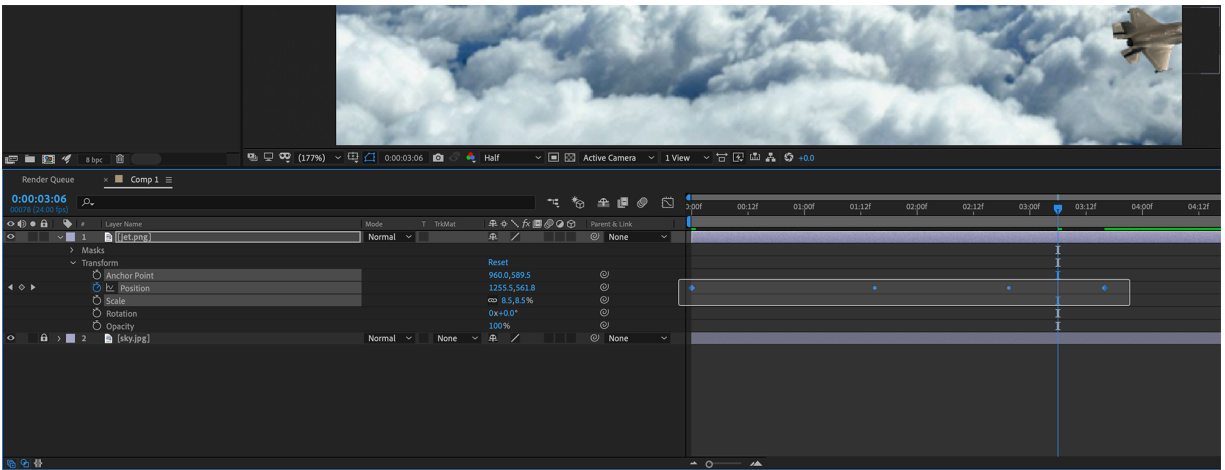 8 bpc
(177%) 0:00:03:06 Half Active Camera 1 View +0.0
Render Queue × Comp 1
0:00:03:06
00078 (24.00 fps)
:00f 00:12f 01:00f 01:12f 02:00f 02:12f 03:00f 03:12f 04:00f 04:12f
# Layer Name Mode T TrkMat fx Parent & Link
1 [jet.png] Normal None
Masks
Transform Reset
Anchor Point 960.0,589.5
Position 1255.5,561.8
Scale 8.5,8.5%
Rotation 0x+0.0°
Opacity 100%
2 [sky.jpg] Normal None None